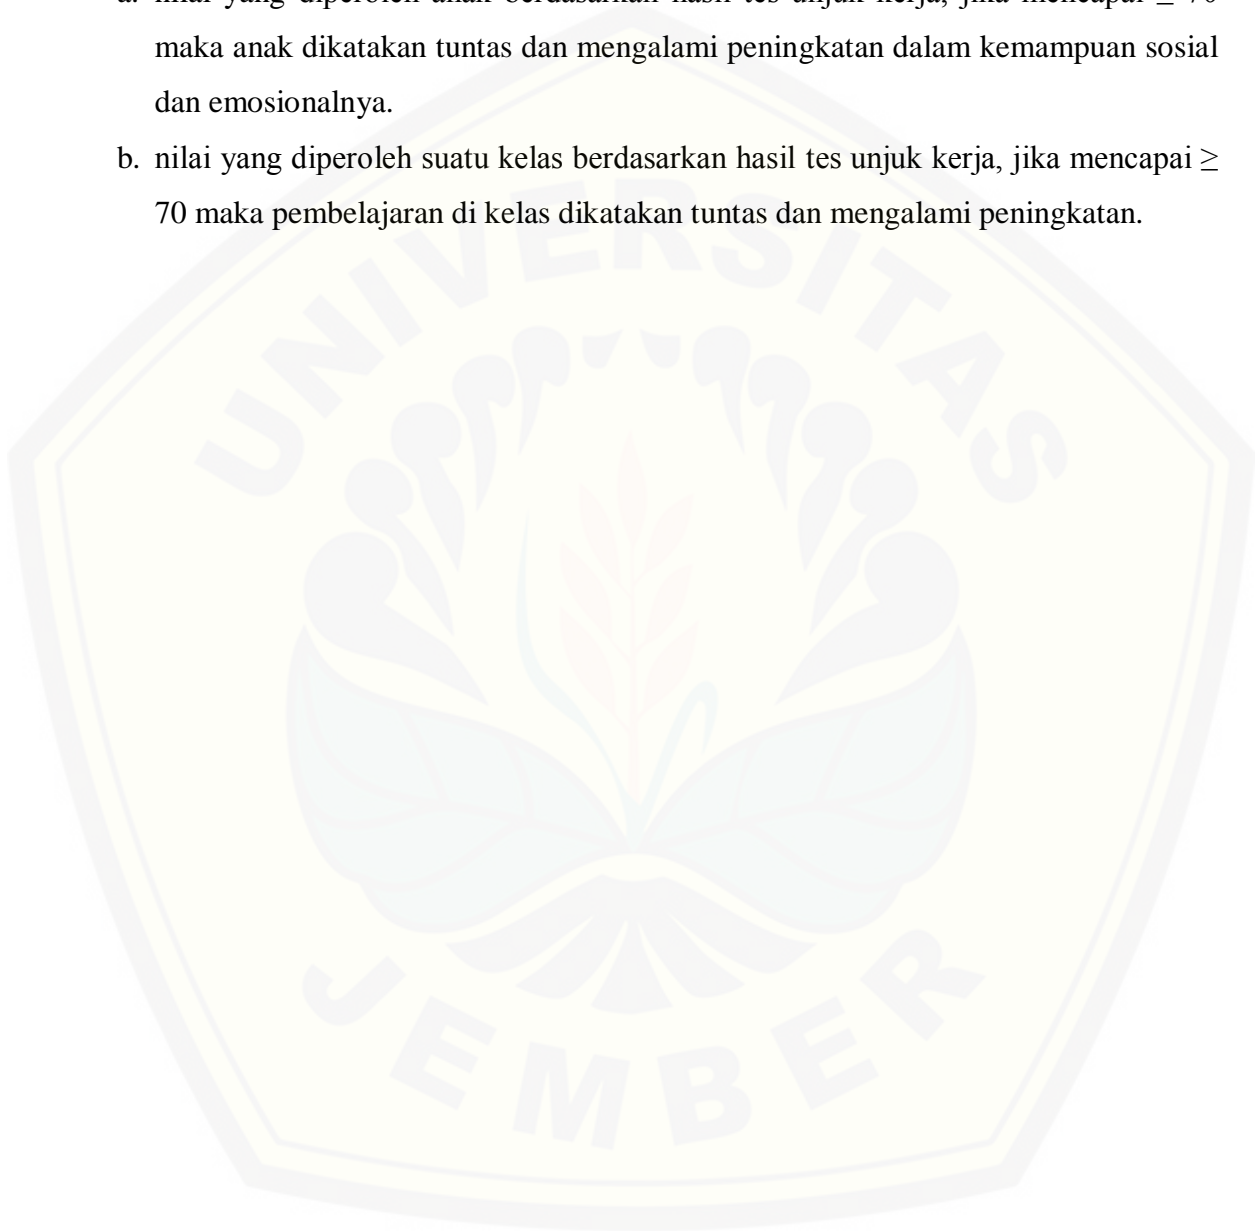 a. nilai yang diperoleh anak berdasarkan hasil tes unjuk kerja, jika mencapai ≥ 70
maka anak dikatakan tuntas dan mengalami peningkatan dalam kemampuan sosial
dan emosionalnya.
b. nilai yang diperoleh suatu kelas berdasarkan hasil tes unjuk kerja, jika mencapai ≥
70 maka pembelajaran di kelas dikatakan tuntas dan mengalami peningkatan.
UNIVERSITAS
JEMBER